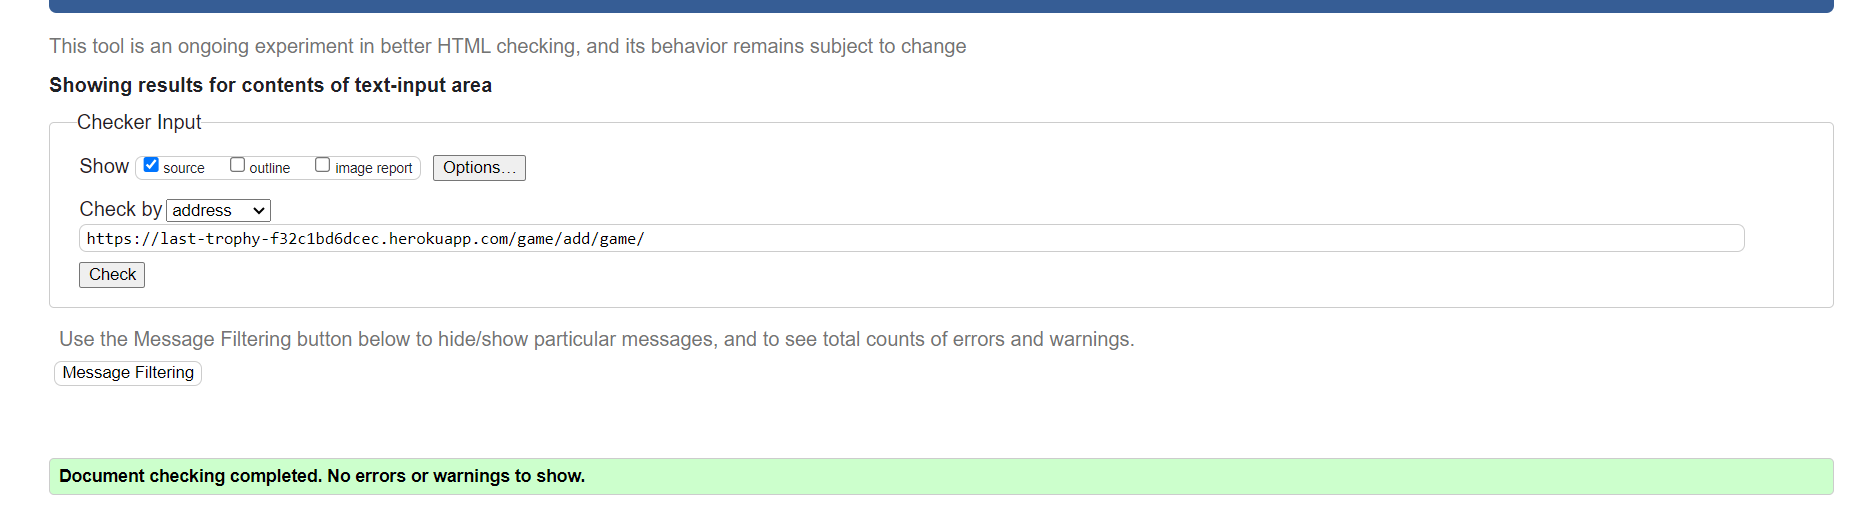 This tool is an ongoing experiment in better HTML checking, and its behavior remains subject to change
Showing results for contents of text-input area
Checker Input
Show source outline image report Options…
Check by address
https://last-trophy-f32c1bd6dcec.herokuapp.com/game/add/game/
Check
Use the Message Filtering button below to hide/show particular messages, and to see total counts of errors and warnings.
Message Filtering
Document checking completed. No errors or warnings to show.